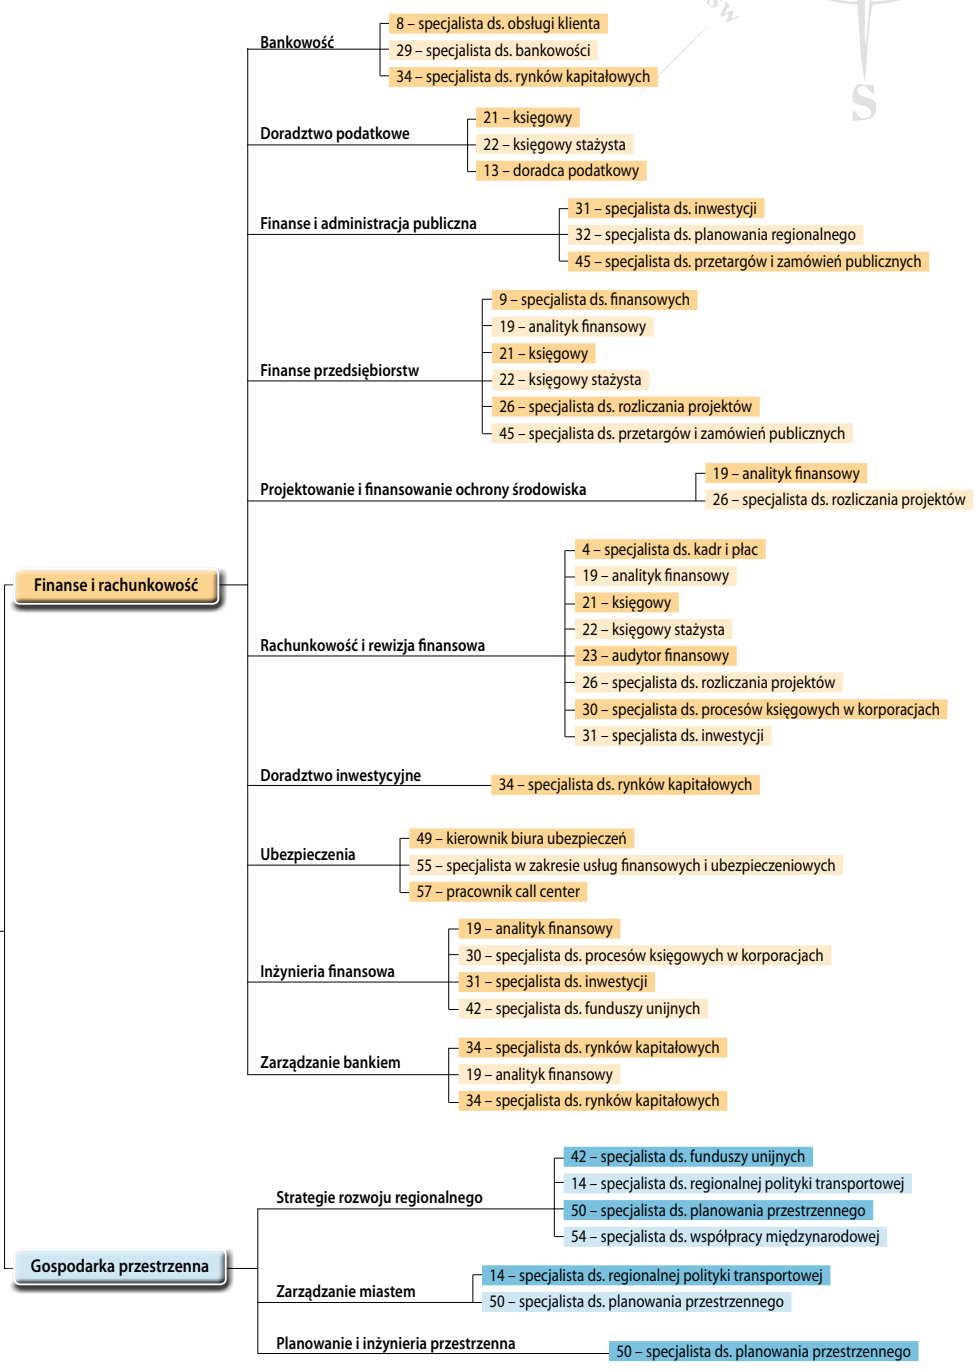 SW
S
Bankowość
8 – specjalista ds. obsługi klienta
29 – specjalista ds. bankowości
34 – specjalista ds. rynków kapitałowych
Doradztwo podatkowe
21 – księgowy
22 – księgowy stażysta
13 – doradca podatkowy
Finanse i administracja publiczna
31 – specjalista ds. inwestycji
32 – specjalista ds. planowania regionalnego
45 – specjalista ds. przetargów i zamówień publicznych
Finanse przedsiębiorstw
9 – specjalista ds. finansowych
19 – analityk finansowy
21 – księgowy
22 – księgowy stażysta
26 – specjalista ds. rozliczania projektów
45 – specjalista ds. przetargów i zamówień publicznych
Projektowanie i finansowanie ochrony środowiska
19 – analityk finansowy
26 – specjalista ds. rozliczania projektów
Finanse i rachunkowość
Rachunkowość i rewizja finansowa
4 – specjalista ds. kadr i płac
19 – analityk finansowy
21 – księgowy
22 – księgowy stażysta
23 – audytor finansowy
26 – specjalista ds. rozliczania projektów
30 – specjalista ds. procesów księgowych w korporacjach
31 – specjalista ds. inwestycji
Doradztwo inwestycyjne
34 – specjalista ds. rynków kapitałowych
Ubezpieczenia
49 – kierownik biura ubezpieczeń
55 – specjalista w zakresie usług finansowych i ubezpieczeniowych
57 – pracownik call center
Inżynieria finansowa
19 – analityk finansowy
30 – specjalista ds. procesów księgowych w korporacjach
31 – specjalista ds. inwestycji
42 – specjalista ds. funduszy unijnych
Zarządzanie bankiem
34 – specjalista ds. rynków kapitałowych
19 – analityk finansowy
34 – specjalista ds. rynków kapitałowych
Gospodarka przestrzenna
Strategie rozwoju regionalnego
42 – specjalista ds. funduszy unijnych
14 – specjalista ds. regionalnej polityki transportowej
50 – specjalista ds. planowania przestrzennego
54 – specjalista ds. współpracy międzynarodowej
Zarządzanie miastem
14 – specjalista ds. regionalnej polityki transportowej
50 – specjalista ds. planowania przestrzennego
Planowanie i inżynieria przestrzenna
50 – specjalista ds. planowania przestrzennego